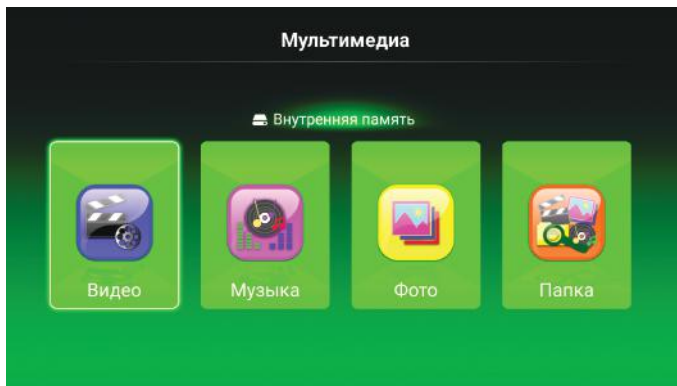 Мультимедиа
Внутренняя память
Видео
Музыка
Фото
Папка